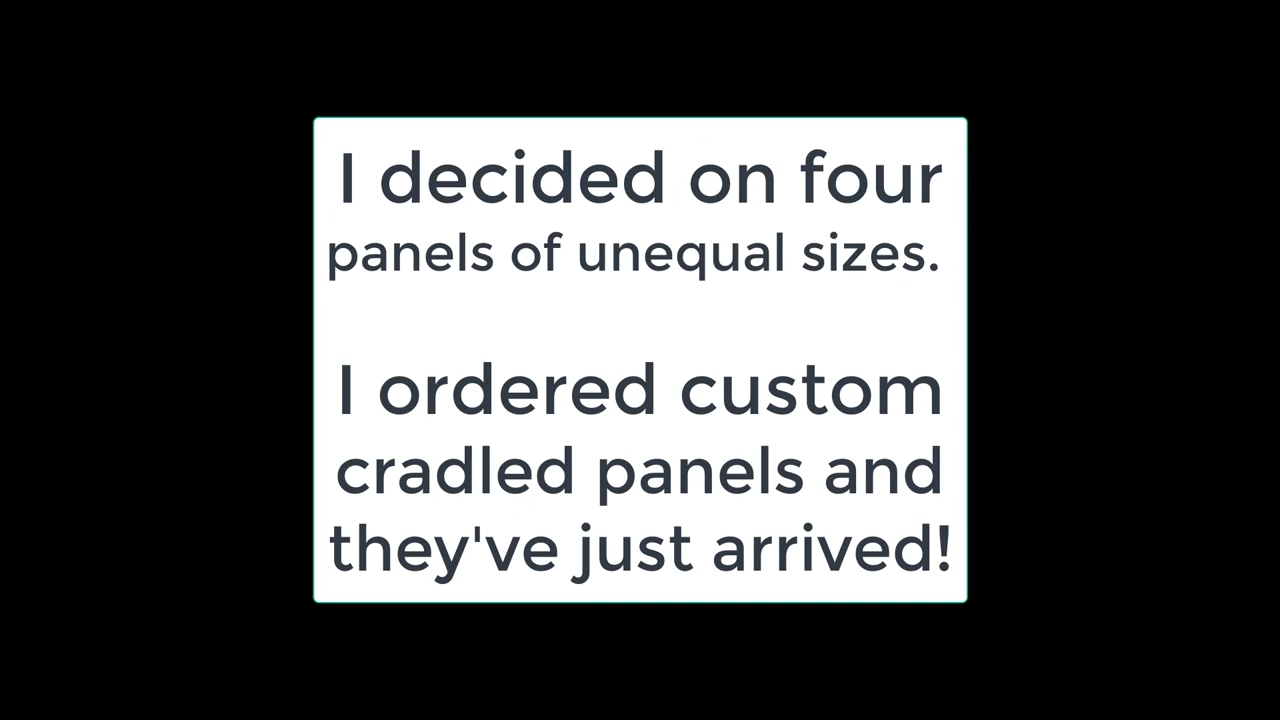 I decided on four
panels of unequal sizes.
I ordered custom
cradled panels and
they've just arrived!